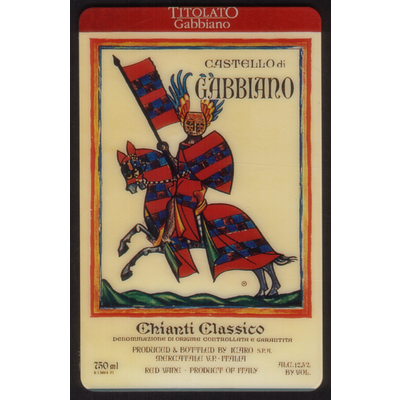 TITOLATO
Gabbiano
CASTELLO di
GABBIANO
®
Chianti Classico
DENOMINAZIONE DI ORIGINE CONTROLLATA E GARANTITA
PRODUCED & BOTTLED BY ICARO S.P.A.
MERCATALE V.P. - ITALIA
750 ml
RED WINE - PRODUCT OF ITALY
ALC. 12,5%
BY VOL.